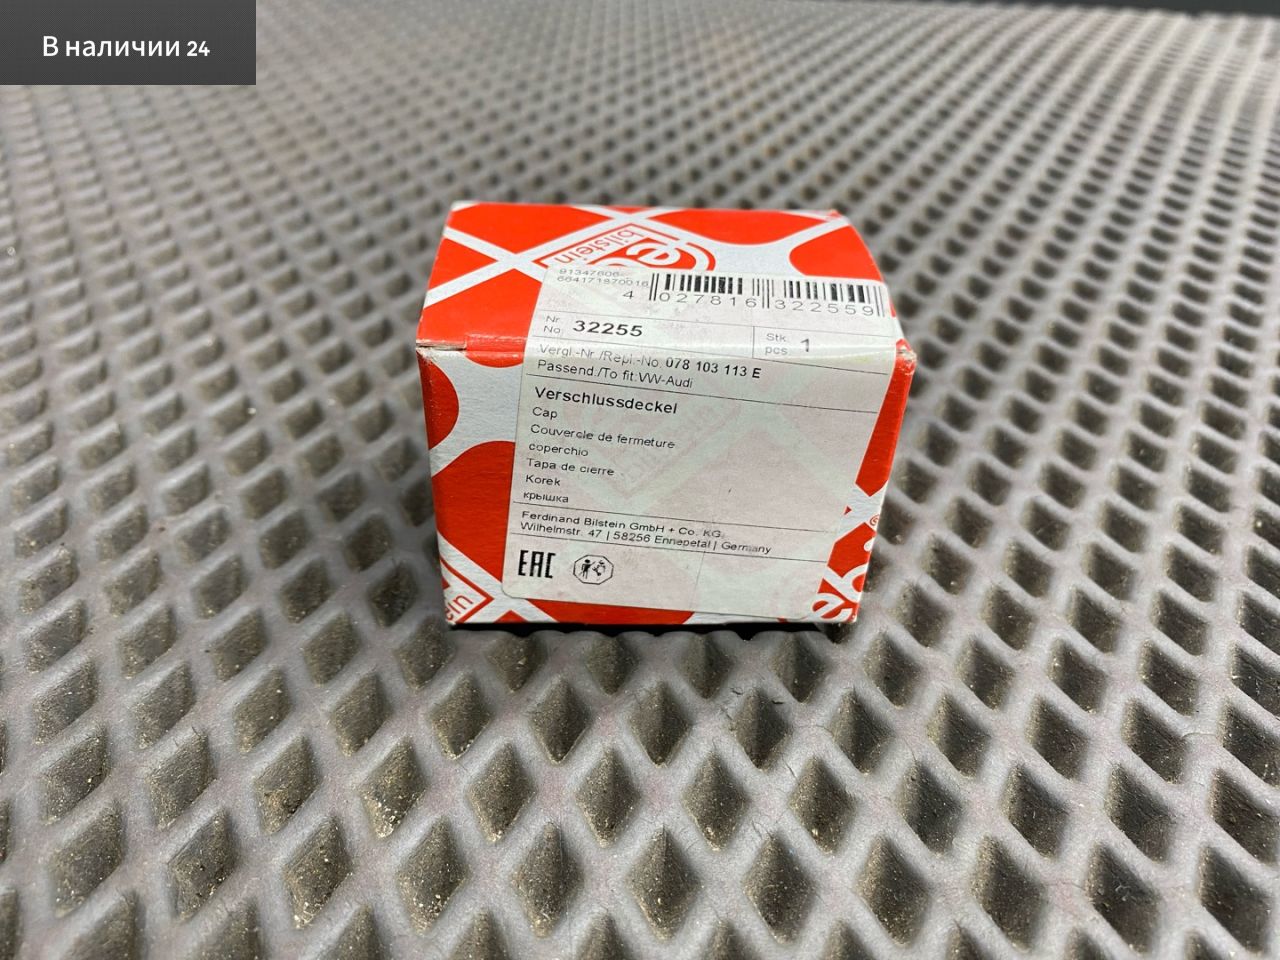 В наличии 24
bilstein
4 027816 322559
Nr.
No. 32255
Stk.
pcs 1
Vergl.-Nr./Repl.-No. 078 103 113 E
Passend./To fit:VW-Audi
Verschlussdeckel
Cap
Couvercle de fermeture
coperchio
Tapa de cierre
Korek
крышка
Ferdinand Bilstein GmbH + Co. KG
Wilhelmstr. 47 | 58256 Ennepetal | Germany
EAC